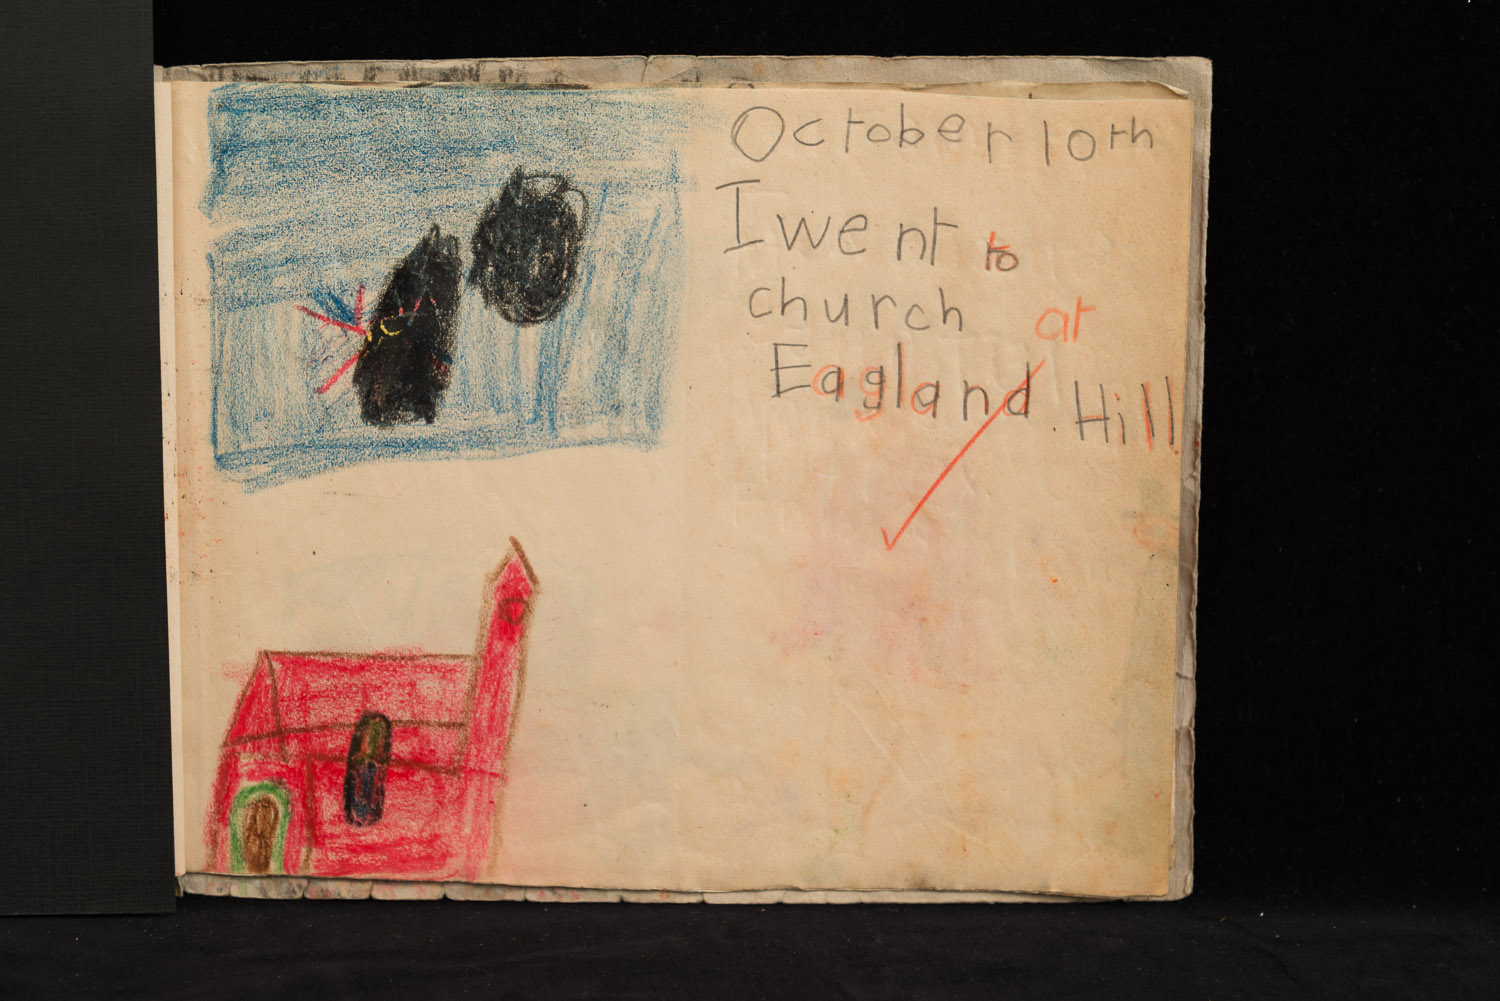 October 10th
I went to
church at
Eagland Hill